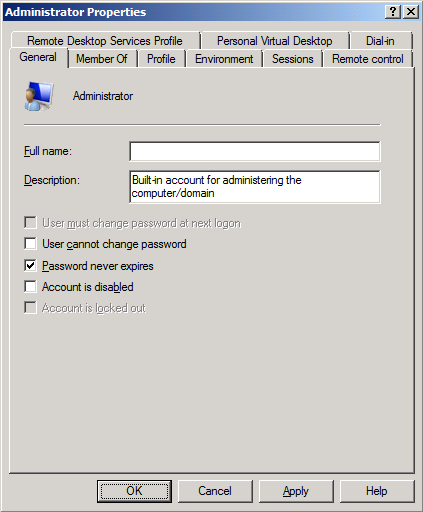 Administrator Properties
Remote Desktop Services Profile Personal Virtual Desktop Dial-in
General Member Of Profile Environment Sessions Remote control
Administrator
Full name:
Description: Built-in account for administering the
computer/domain
User must change password at next logon
User cannot change password
Password never expires
Account is disabled
Account is locked out
OK Cancel Apply Help